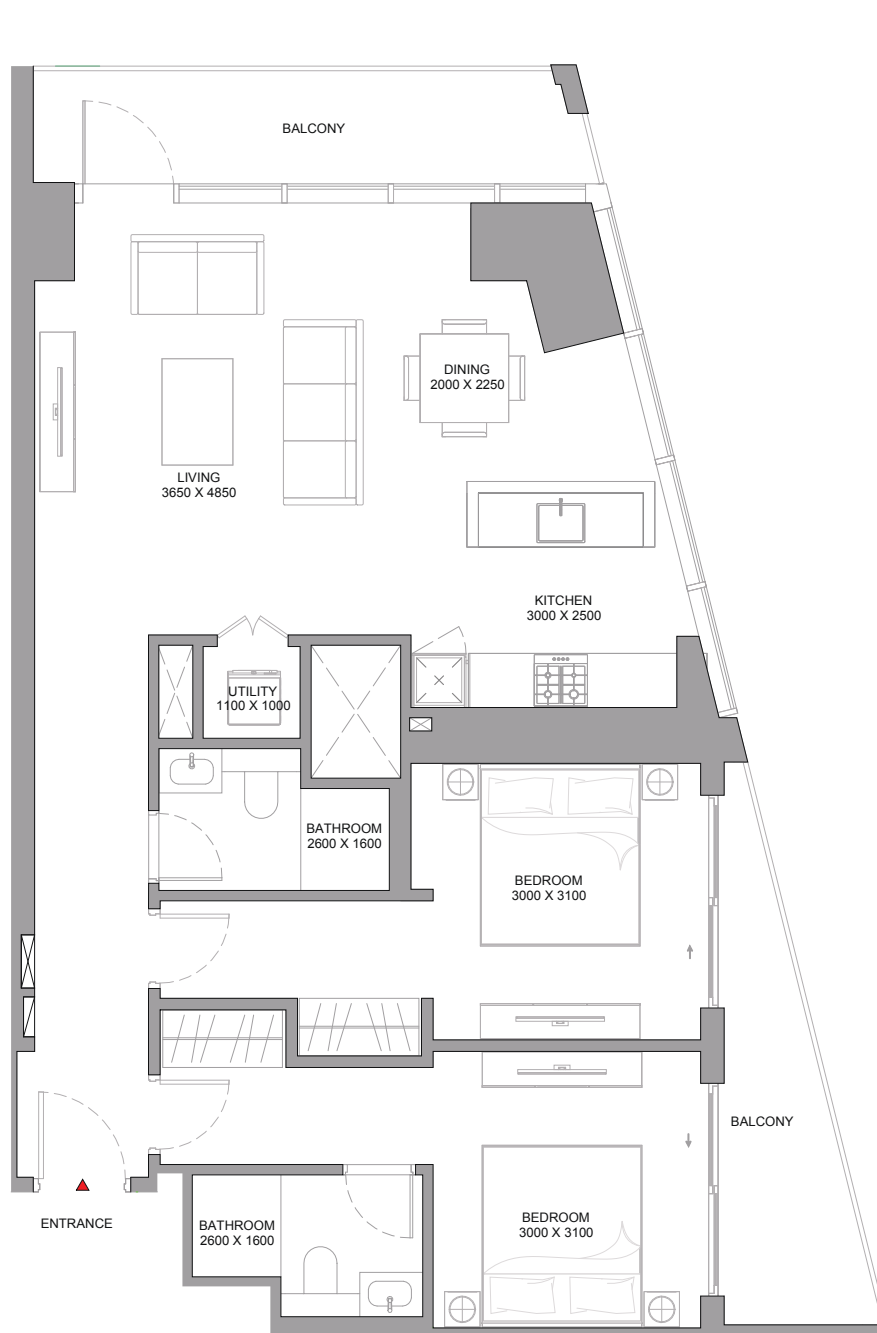 BALCONY
DINING
2000 X 2250
LIVING
3650 X 4850
KITCHEN
3000 X 2500
UTILITY
1100 X 1000
BATHROOM
2600 X 1600
BEDROOM
3000 X 3100
BALCONY
ENTRANCE
BATHROOM
2600 X 1600
BEDROOM
3000 X 3100